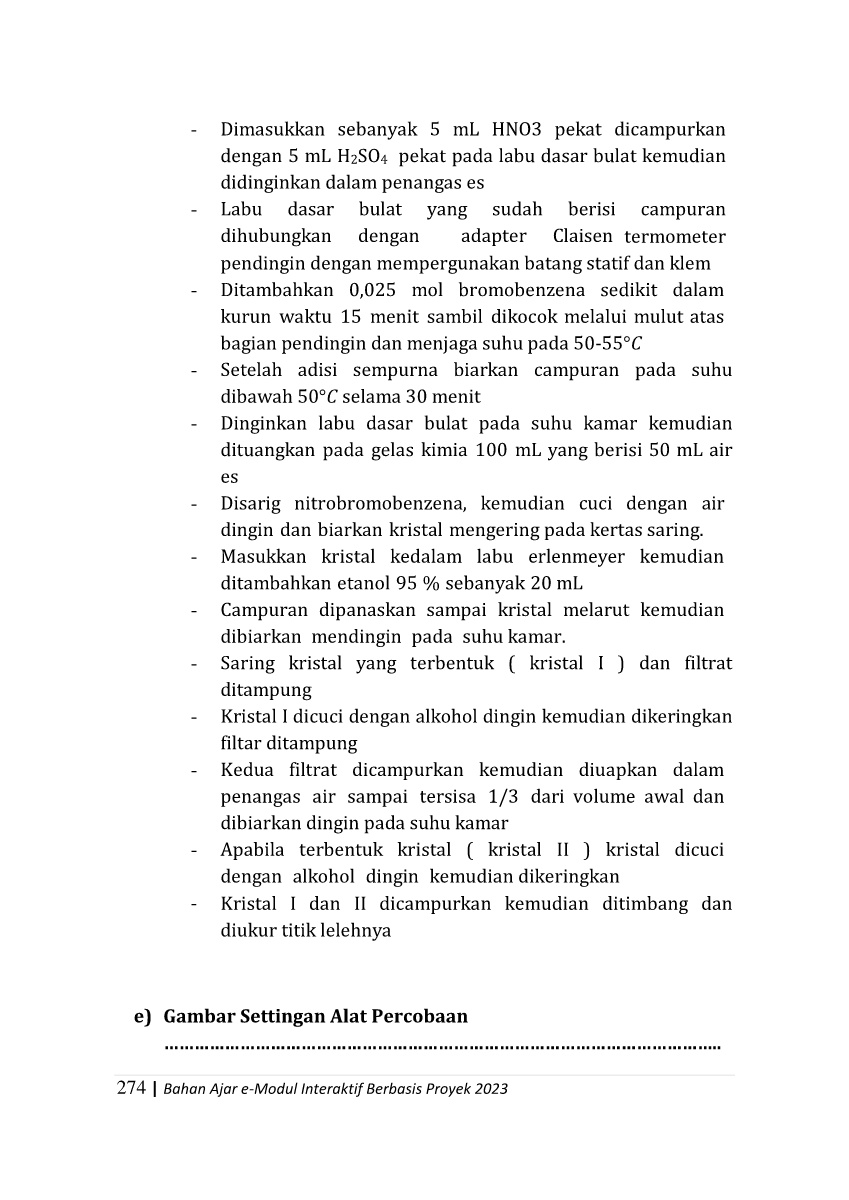 - Dimasukkan sebanyak 5 mL HNO3 pekat dicampurkan
dengan 5 mL H₂SO₄ pekat pada labu dasar bulat kemudian
didinginkan dalam penangas es
- Labu dasar bulat yang sudah berisi campuran
dihubungkan dengan adapter Claisen termometer
pendingin dengan mempergunakan batang statif dan klem
- Ditambahkan 0,025 mol bromobenzena sedikit dalam
kurun waktu 15 menit sambil dikocok melalui mulut atas
bagian pendingin dan menjaga suhu pada 50-55°C
- Setelah adisi sempurna biarkan campuran pada suhu
dibawah 50°C selama 30 menit
- Dinginkan labu dasar bulat pada suhu kamar kemudian
dituangkan pada gelas kimia 100 mL yang berisi 50 mL air
es
- Disarig nitrobromobenzena, kemudian cuci dengan air
dingin dan biarkan kristal mengering pada kertas saring.
- Masukkan kristal kedalam labu erlenmeyer kemudian
ditambahkan etanol 95 % sebanyak 20 mL
- Campuran dipanaskan sampai kristal melarut kemudian
dibiarkan mendingin pada suhu kamar.
- Saring kristal yang terbentuk ( kristal I ) dan filtrat
ditampung
- Kristal I dicuci dengan alkohol dingin kemudian dikeringkan
filtar ditampung
- Kedua filtrat dicampurkan kemudian diuapkan dalam
penangas air sampai tersisa 1/3 dari volume awal dan
dibiarkan dingin pada suhu kamar
- Apabila terbentuk kristal ( kristal II ) kristal dicuci
dengan alkohol dingin kemudian dikeringkan
- Kristal I dan II dicampurkan kemudian ditimbang dan
diukur titik lelehnya
e) Gambar Settingan Alat Percobaan
………………………………………………………………………………………………..
274 | Bahan Ajar e-Modul Interaktif Berbasis Proyek 2023